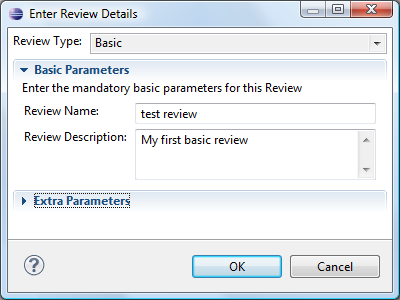 Enter Review Details
Review Type: Basic
Basic Parameters
Enter the mandatory basic parameters for this Review
Review Name: test review
Review Description: My first basic review
Extra Parameters
OK Cancel